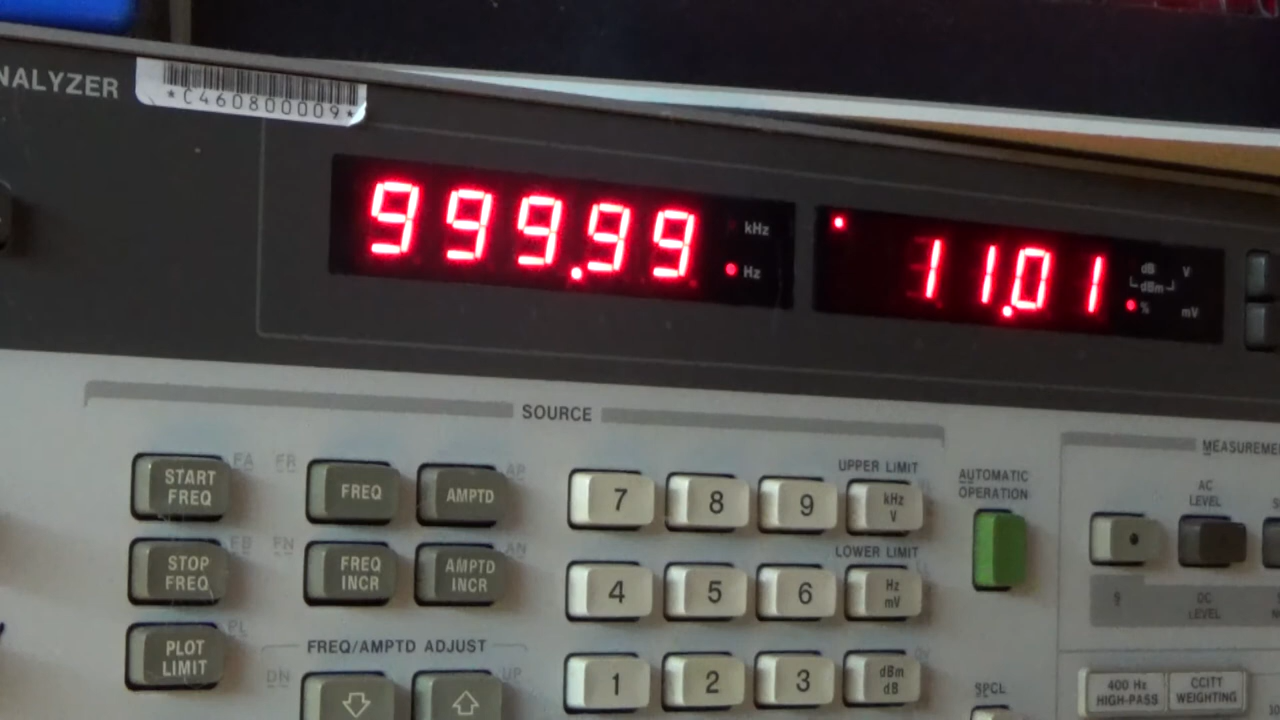 NALYZER
*C460800009*
999.99
kHz
Hz
11.01
dB V
dBm
% mV
SOURCE
MEASUREME
START
FREQ
FA
FR
FREQ
AMPTD
AP
7
8
9
UPPER LIMIT
kHz
V
AUTOMATIC
OPERATION
AC
LEVEL
STOP
FREQ
FB
FN
FREQ
INCR
AMPTD
INCR
AN
4
5
6
LOWER LIMIT
Hz
mV
DC
LEVEL
PLOT
LIMIT
PL
FREQ/AMPTD ADJUST
DN
UP
1
2
3
dBm
dB
SPCL
400 Hz
HIGH-PASS
CCITT
WEIGHTING